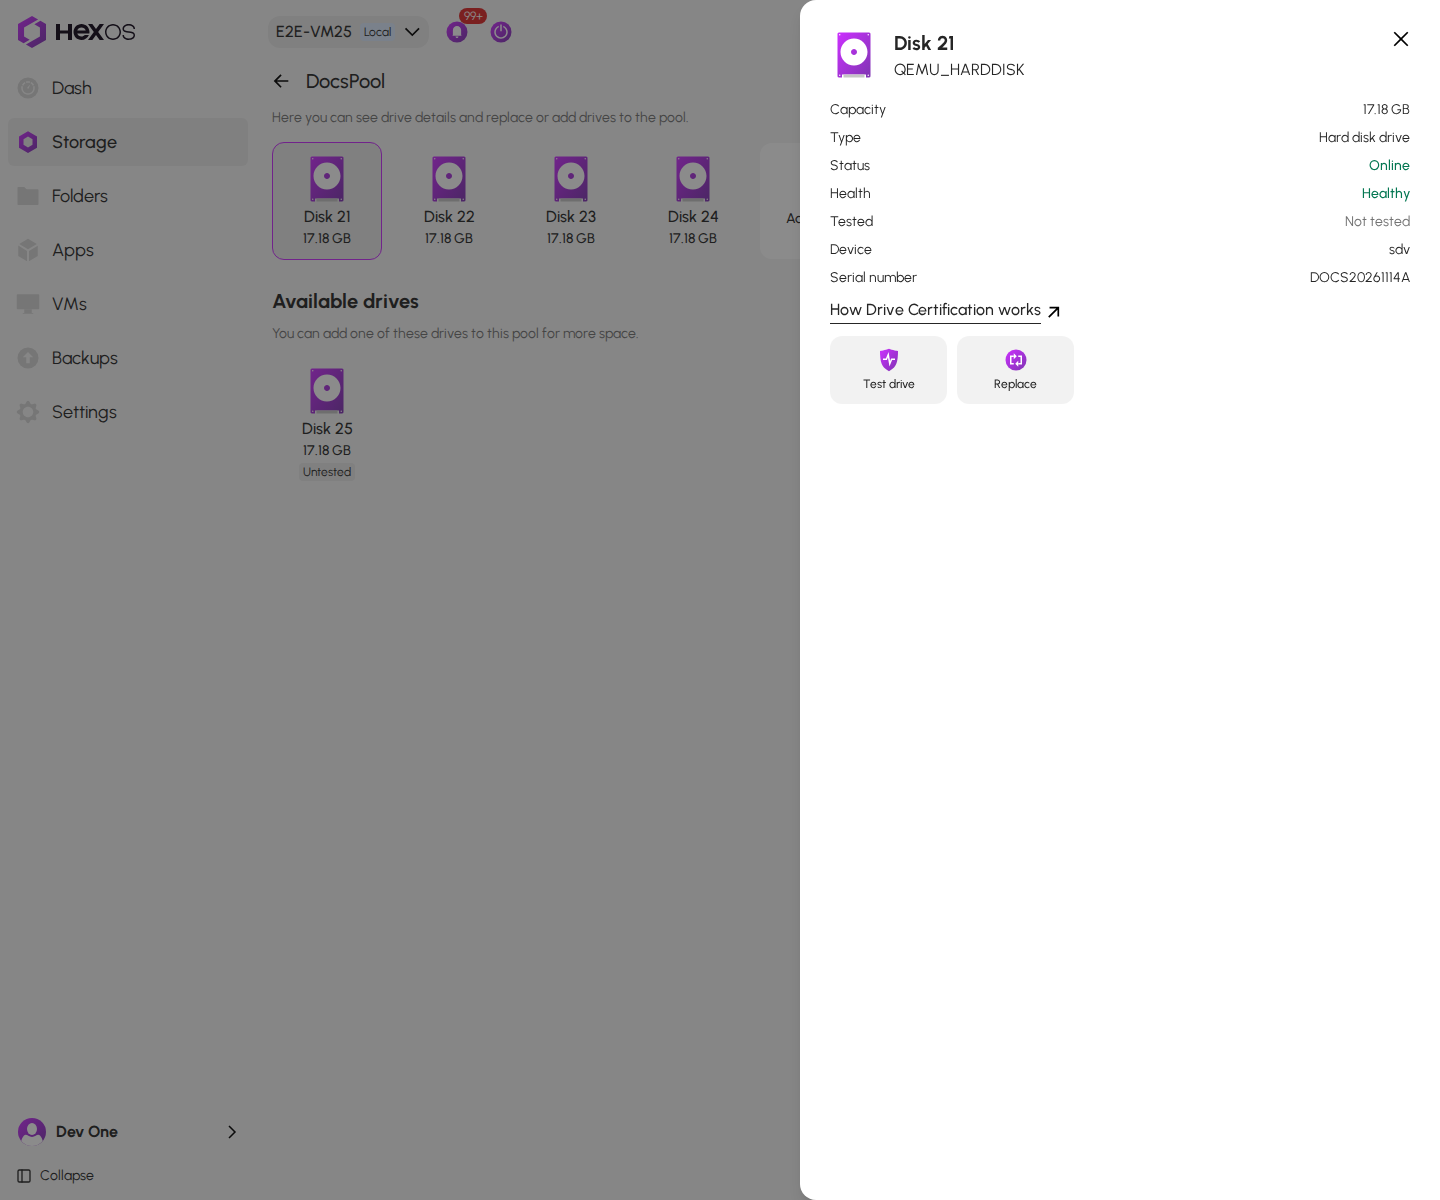 HEXOS
Dash
Storage
Folders
Apps
VMs
Backups
Settings
Dev One
Collapse
E2E-VM25 Local
99+
DocsPool
Here you can see drive details and replace or add drives to the pool.
Disk 21
17.18 GB
Disk 22
17.18 GB
Disk 23
17.18 GB
Disk 24
17.18 GB
Available drives
You can add one of these drives to this pool for more space.
Disk 25
17.18 GB
Untested
Disk 21
QEMU_HARDDISK
Capacity 17.18 GB
Type Hard disk drive
Status Online
Health Healthy
Tested Not tested
Device sdv
Serial number DOCS20261114A
How Drive Certification works
Test drive
Replace